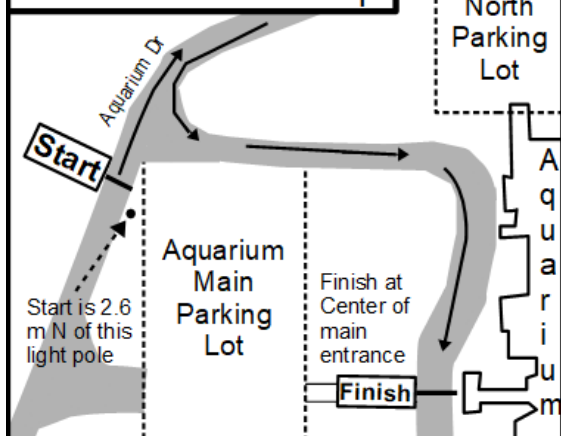 North
Parking
Lot
Aquarium Dr
Start
Aquarium
Main
Parking
Lot
Finish at
Center of
main
entrance
Start is 2.6
m N of this
light pole
Finish
Aquarium